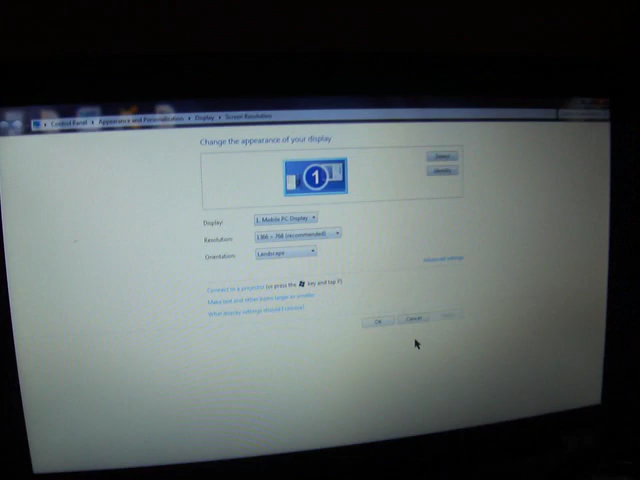 Control Panel ▸ Appearance and Personalization ▸ Display ▸ Screen Resolution
Change the appearance of your display
1
Detect
Identify
Display: 1. Mobile PC Display
Resolution: 1366 × 768 (recommended)
Orientation: Landscape
Advanced settings
Connect to a projector (or press the key and tap P)
Make text and other items larger or smaller
What display settings should I choose?
OK Cancel Apply